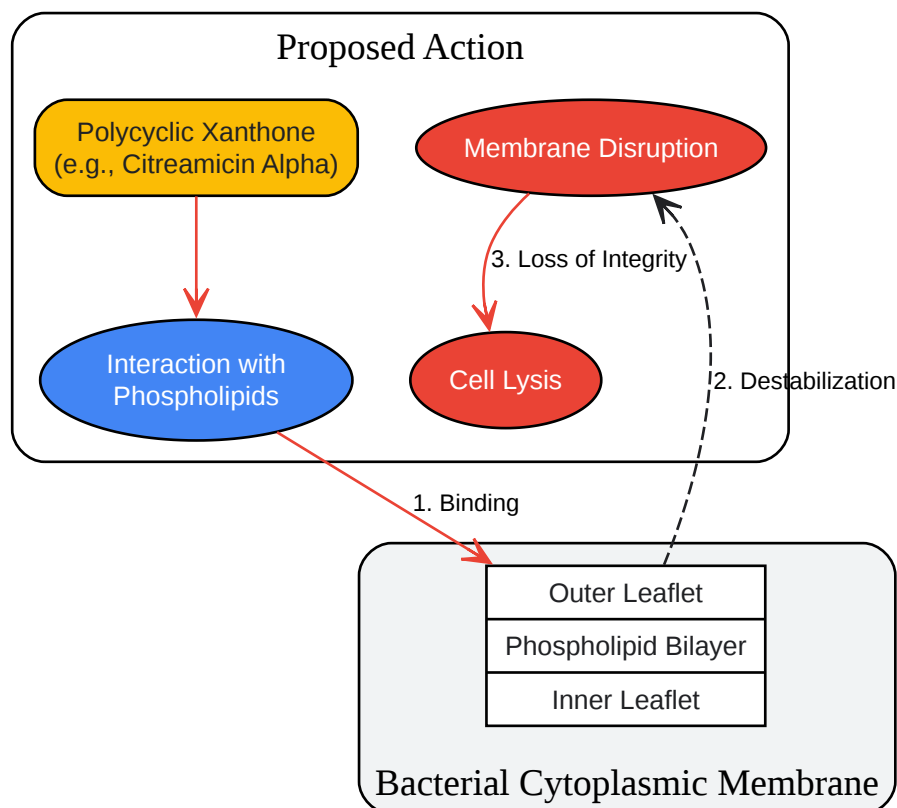 Proposed Action
Polycyclic Xanthone
(e.g., Citreamicin Alpha)
Membrane Disruption
3. Loss of Integrity
Interaction with
Phospholipids
Cell Lysis
2. Destabilization
1. Binding
Outer Leaflet
Phospholipid Bilayer
Inner Leaflet
Bacterial Cytoplasmic Membrane